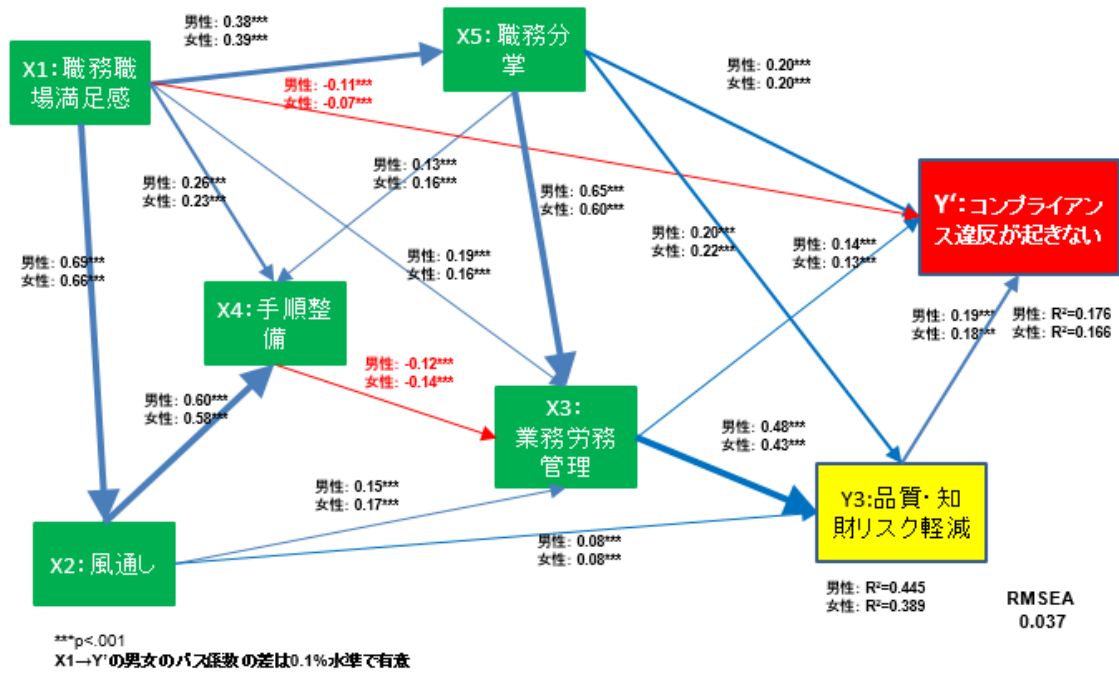 男性: 0.38***
女性: 0.39***
X1:職務職
場満足感
X5:職務分
掌
男性: -0.11***
女性: -0.07***
男性: 0.20***
女性: 0.20***
男性: 0.13***
女性: 0.16***
男性: 0.26***
女性: 0.23***
男性: 0.65***
女性: 0.60***
Y':コンプライアン
ス違反が起きない
男性: 0.20***
女性: 0.22***
男性: 0.14***
女性: 0.13***
男性: 0.69***
女性: 0.66***
男性: 0.19***
女性: 0.16***
X4:手順整
備
男性: 0.19***
女性: 0.18***
男性: R²=0.176
女性: R²=0.166
男性: -0.12***
女性: -0.14***
男性: 0.60***
女性: 0.58***
X3:
業務労務
管理
男性: 0.48***
女性: 0.43***
男性: 0.15***
女性: 0.17***
Y3:品質・知
財リスク軽減
X2:風通し
男性: 0.08***
女性: 0.08***
男性: R²=0.445
女性: R²=0.389
RMSEA
0.037
***p<.001
X1→Y'の男女のパス係数の差は0.1%水準で有意